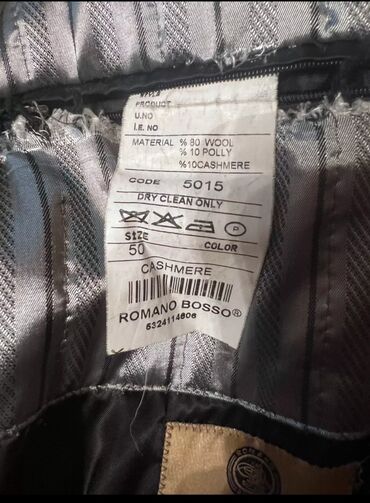 PRODUCT
U.NO
I.E. NO
MATERIAL %80 WOOL
%10 POLLY
%10CASHMERE
CODE 5015
DRY CLEAN ONLY
P
SIZE COLOR
50
CASHMERE
ROMANO BOSSO®
5324114606